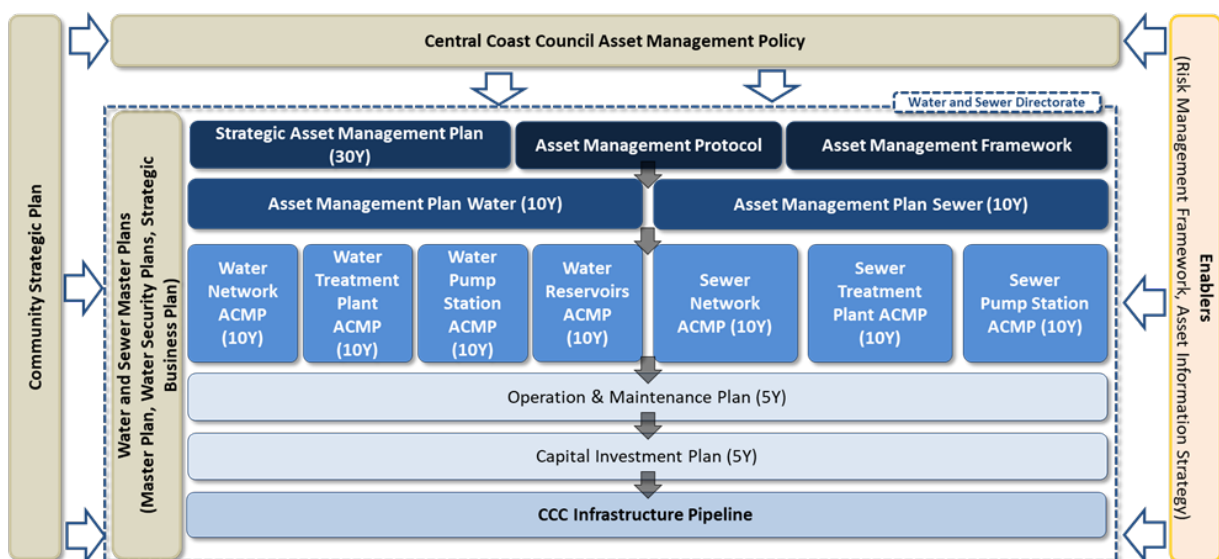 Central Coast Council Asset Management Policy
Community Strategic Plan
Enablers
(Risk Management Framework, Asset Information Strategy)
Water and Sewer Directorate
Water and Sewer Master Plans
(Master Plan, Water Security Plans, Strategic
Business Plan)
Strategic Asset Management Plan
(30Y)
Asset Management Protocol
Asset Management Framework
Asset Management Plan Water (10Y)
Asset Management Plan Sewer (10Y)
Water
Network
ACMP
(10Y)
Water
Treatment
Plant
ACMP
(10Y)
Water
Pump
Station
ACMP
(10Y)
Water
Reservoirs
ACMP
(10Y)
Sewer
Network
ACMP (10Y)
Sewer
Treatment
Plant ACMP
(10Y)
Sewer
Pump Station
ACMP (10Y)
Operation & Maintenance Plan (5Y)
Capital Investment Plan (5Y)
CCC Infrastructure Pipeline